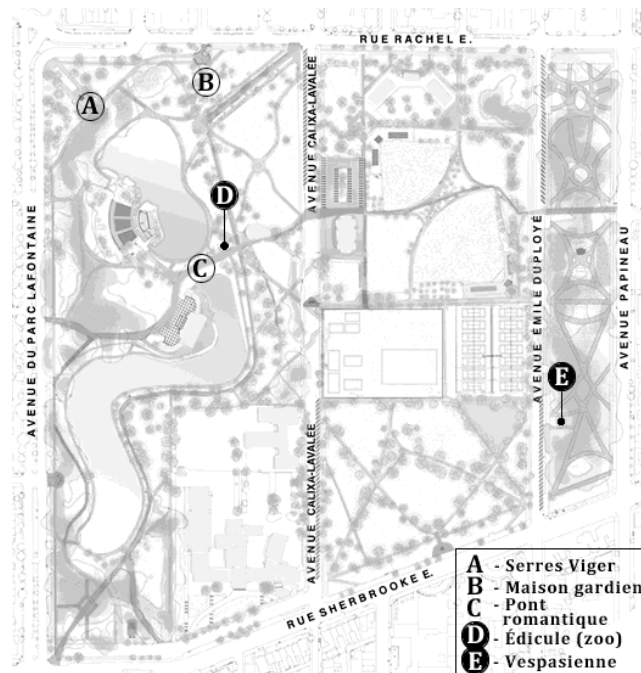 RUE RACHEL E.
B
A
AVENUE CALIXA-LAVALÉE
D
C
AVENUE DU PARC LAFONTAINE
AVENUE ÉMILE DUPLOYÉ
AVENUE PAPINEAU
E
AVENUE CALIXA-LAVALÉE
RUE SHERBROOKE E.
A - Serres Viger
B - Maison gardien
C - Pont
romantique
D - Édicule (zoo)
E - Vespasienne